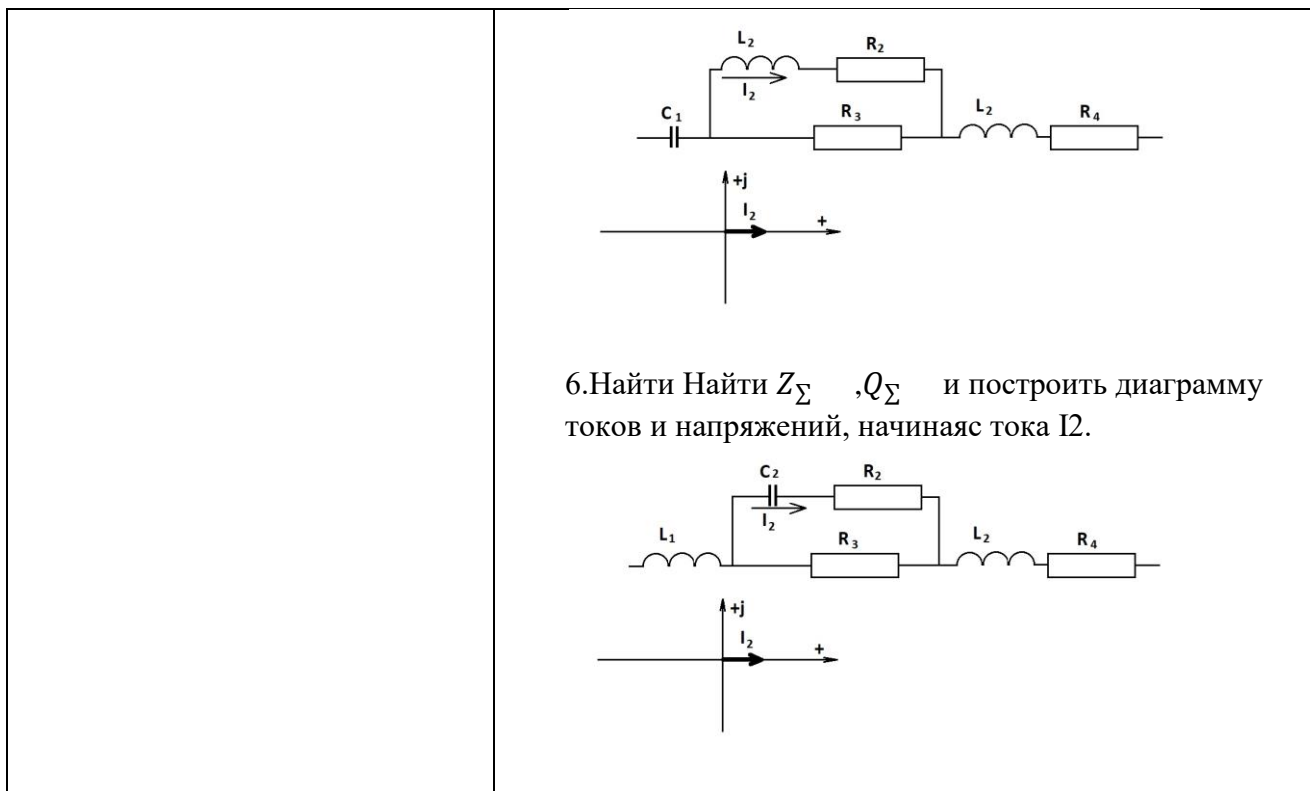 L2
R2
I2
C1
R3
L2
R4
+j
I2
+
6.Найти Найти Z∑ ,Q∑ и построить диаграмму
токов и напряжений, начинаяс тока I2.
C2
R2
I2
L1
R3
L2
R4
+j
I2
+